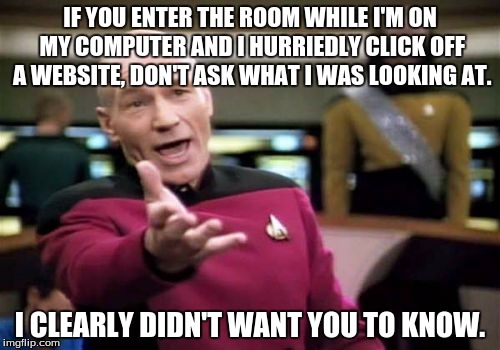 IF YOU ENTER THE ROOM WHILE I'M ON
MY COMPUTER AND I HURRIEDLY CLICK OFF
A WEBSITE, DON'T ASK WHAT I WAS LOOKING AT.
I CLEARLY DIDN'T WANT YOU TO KNOW.
imgflip.com